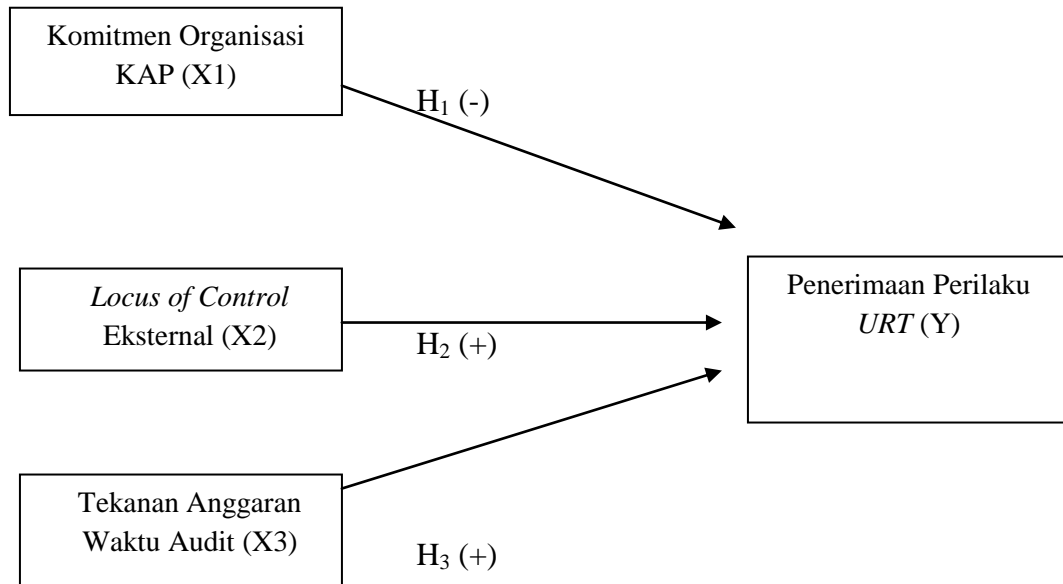 Komitmen Organisasi
KAP (X1)
H₁ (-)
Locus of Control
Eksternal (X2)
H₂ (+)
Penerimaan Perilaku
URT (Y)
Tekanan Anggaran
Waktu Audit (X3)
H₃ (+)